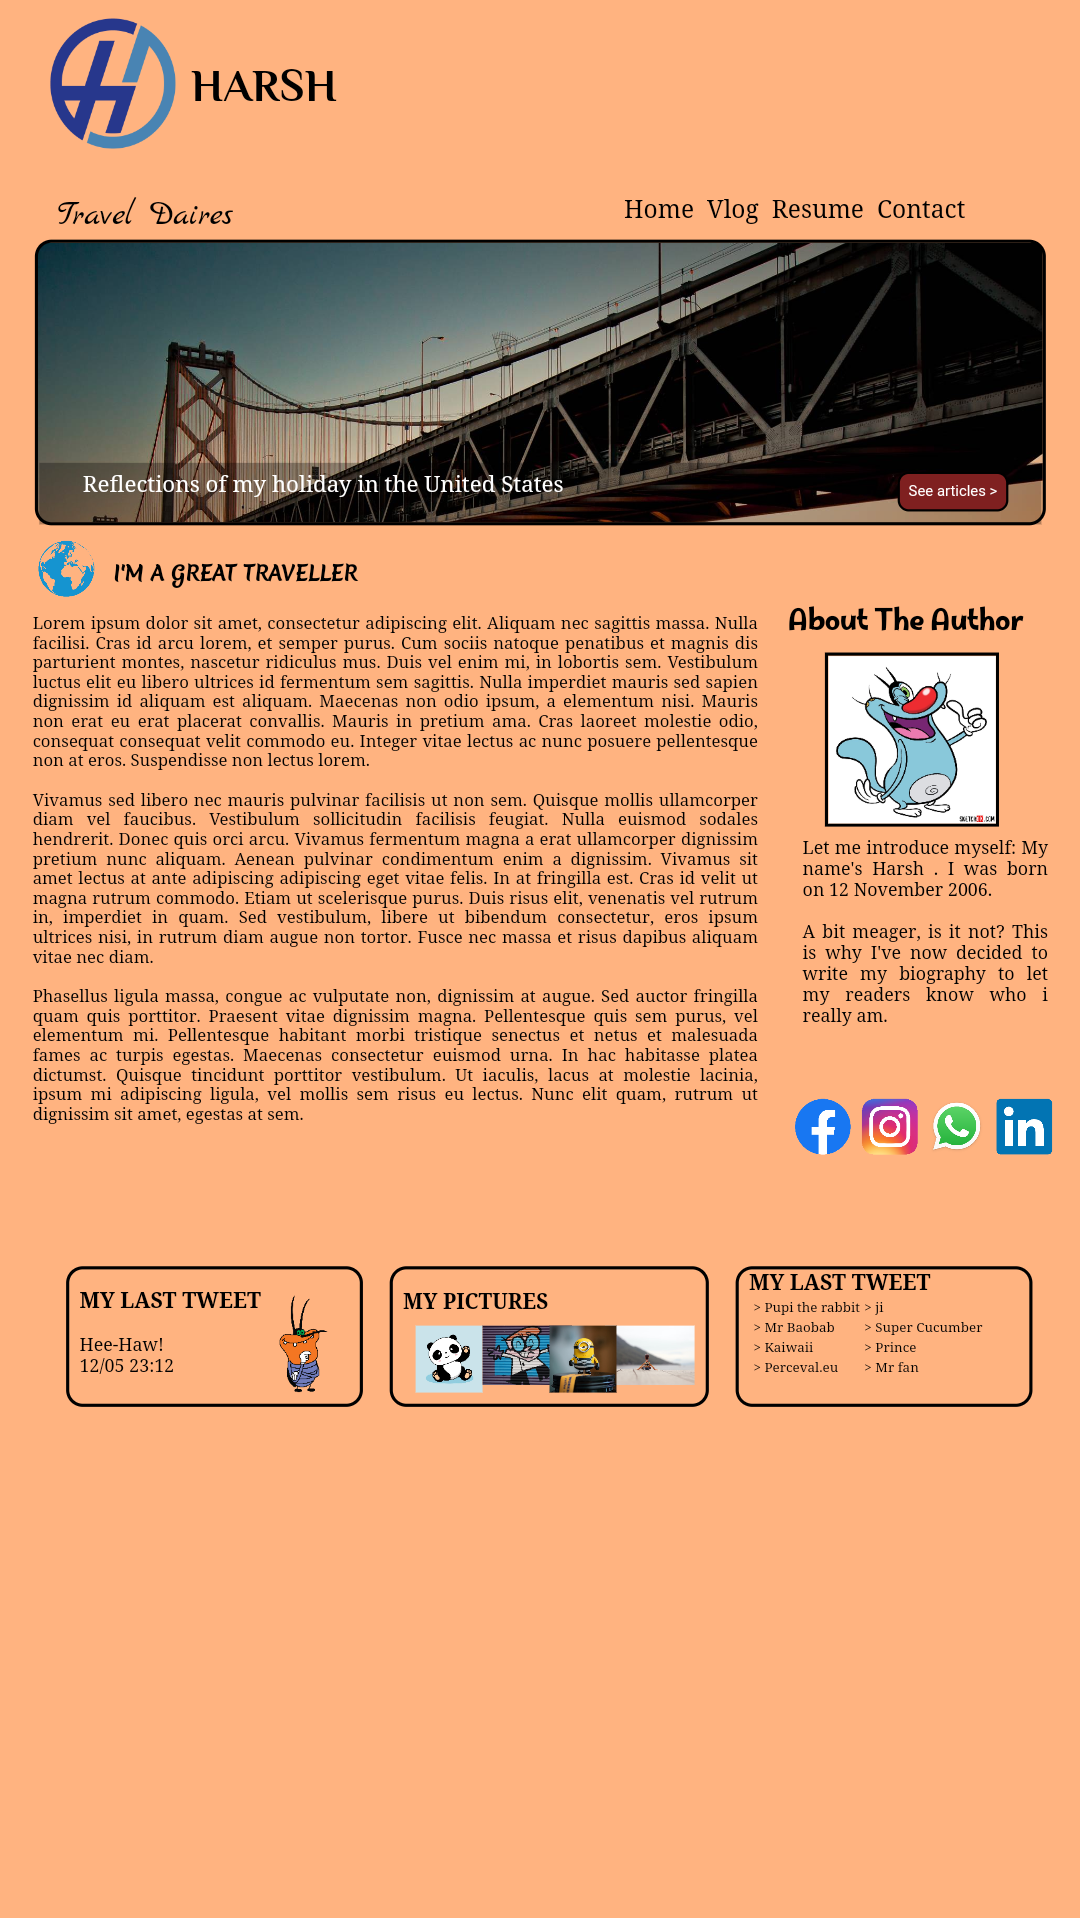 HARSH
Travel Daires
Home Vlog Resume Contact
Reflections of my holiday in the United States
See articles >
I'M A GREAT TRAVELLER
Lorem ipsum dolor sit amet, consectetur adipiscing elit. Aliquam nec sagittis massa. Nulla
facilisi. Cras id arcu lorem, et semper purus. Cum sociis natoque penatibus et magnis dis
parturient montes, nascetur ridiculus mus. Duis vel enim mi, in lobortis sem. Vestibulum
luctus elit eu libero ultrices id fermentum sem sagittis. Nulla imperdiet mauris sed sapien
dignissim id aliquam est aliquam. Maecenas non odio ipsum, a elementum nisi. Mauris
non erat eu erat placerat convallis. Mauris in pretium ama. Cras laoreet molestie odio,
consequat consequat velit commodo eu. Integer vitae lectus ac nunc posuere pellentesque
non at eros. Suspendisse non lectus lorem.
Vivamus sed libero nec mauris pulvinar facilisis ut non sem. Quisque mollis ullamcorper
diam vel faucibus. Vestibulum sollicitudin facilisis feugiat. Nulla euismod sodales
hendrerit. Donec quis orci arcu. Vivamus fermentum magna a erat ullamcorper dignissim
pretium nunc aliquam. Aenean pulvinar condimentum enim a dignissim. Vivamus sit
amet lectus at ante adipiscing adipiscing eget vitae felis. In at fringilla est. Cras id velit ut
magna rutrum commodo. Etiam ut scelerisque purus. Duis risus elit, venenatis vel rutrum
in, imperdiet in quam. Sed vestibulum, libere ut bibendum consectetur, eros ipsum
ultrices nisi, in rutrum diam augue non tortor. Fusce nec massa et risus dapibus aliquam
vitae nec diam.
Phasellus ligula massa, congue ac vulputate non, dignissim at augue. Sed auctor fringilla
quam quis porttitor. Praesent vitae dignissim magna. Pellentesque quis sem purus, vel
elementum mi. Pellentesque habitant morbi tristique senectus et netus et malesuada
fames ac turpis egestas. Maecenas consectetur euismod urna. In hac habitasse platea
dictumst. Quisque tincidunt porttitor vestibulum. Ut iaculis, lacus at molestie lacinia,
ipsum mi adipiscing ligula, vel mollis sem risus eu lectus. Nunc elit quam, rutrum ut
dignissim sit amet, egestas at sem.
About The Author
SKETCHOK.COM
Let me introduce myself: My
name's Harsh . I was born
on 12 November 2006.
A bit meager, is it not? This
is why I've now decided to
write my biography to let
my readers know who i
really am.
in
MY LAST TWEET
Hee-Haw!
12/05 23:12
MY PICTURES
MY LAST TWEET
> Pupi the rabbit > ji
> Mr Baobab > Super Cucumber
> Kaiwaii > Prince
> Perceval.eu > Mr fan